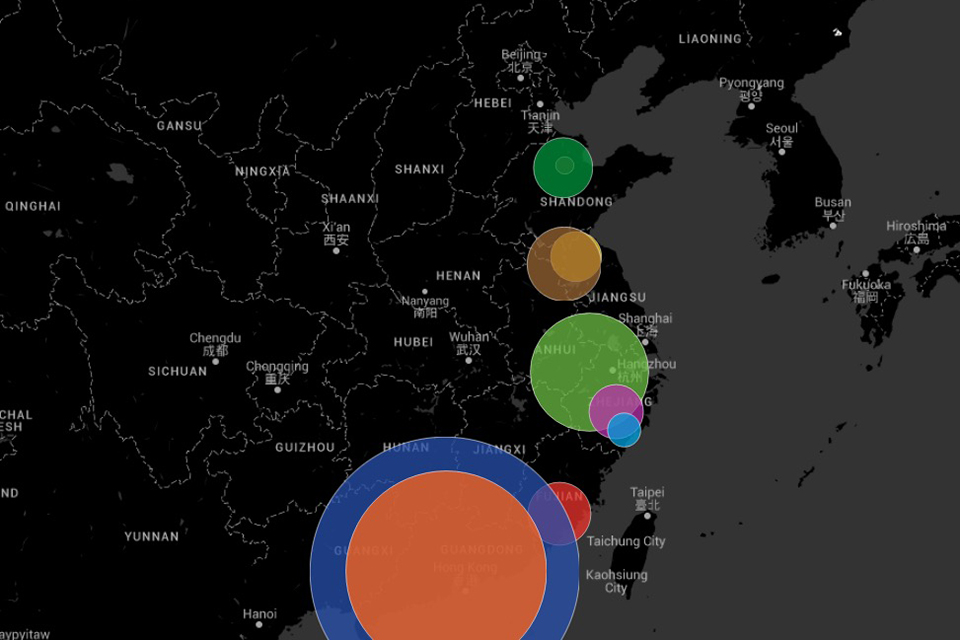 LIAONING
Beijing
北京
Pyongyang
평양
HEBEI
Tianjin
天津
GANSU
Seoul
서울
NINGXIA
SHANXI
SHAANXI
QINGHAI
SHANDONG
Busan
부산
Xi'an
西安
Hiroshima
広島
HENAN
Fukuoka
福岡
Nanyang
南阳
JIANGSU
Shanghai
上海
Chengdu
成都
HUBEI
Wuhan
武汉
ANHUI
Hangzhou
杭州
SICHUAN
Chongqing
重庆
ZHEJIANG
CHAL
ESH
GUIZHOU
HUNAN
JIANGXI
ND
FUJIAN
Taipei
臺北
YUNNAN
Taichung City
GUANGXI
GUANGDONG
Hong Kong
Kaohsiung
City
Hanoi
aypyitaw